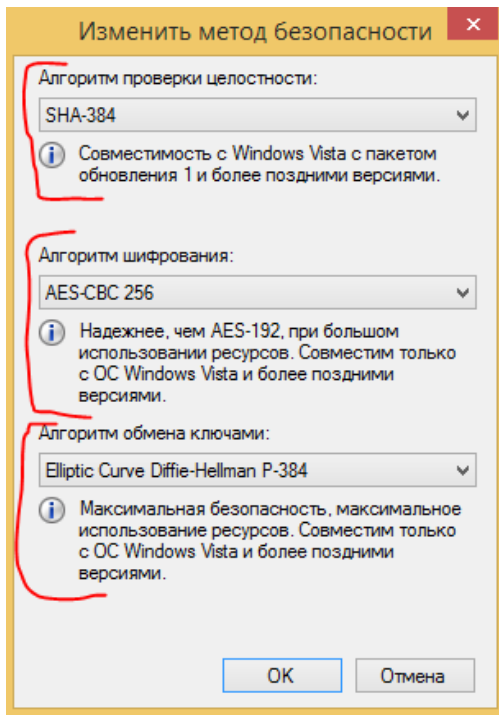 Изменить метод безопасности
Алгоритм проверки целостности:
SHA-384
Совместимость с Windows Vista с пакетом
обновления 1 и более поздними версиями.
Алгоритм шифрования:
AES-CBC 256
Надежнее, чем AES-192, при большом
использовании ресурсов. Совместим только
с ОС Windows Vista и более поздними
версиями.
Алгоритм обмена ключами:
Elliptic Curve Diffie-Hellman P-384
Максимальная безопасность, максимальное
использование ресурсов. Совместим только
с ОС Windows Vista и более поздними
версиями.
OK Отмена